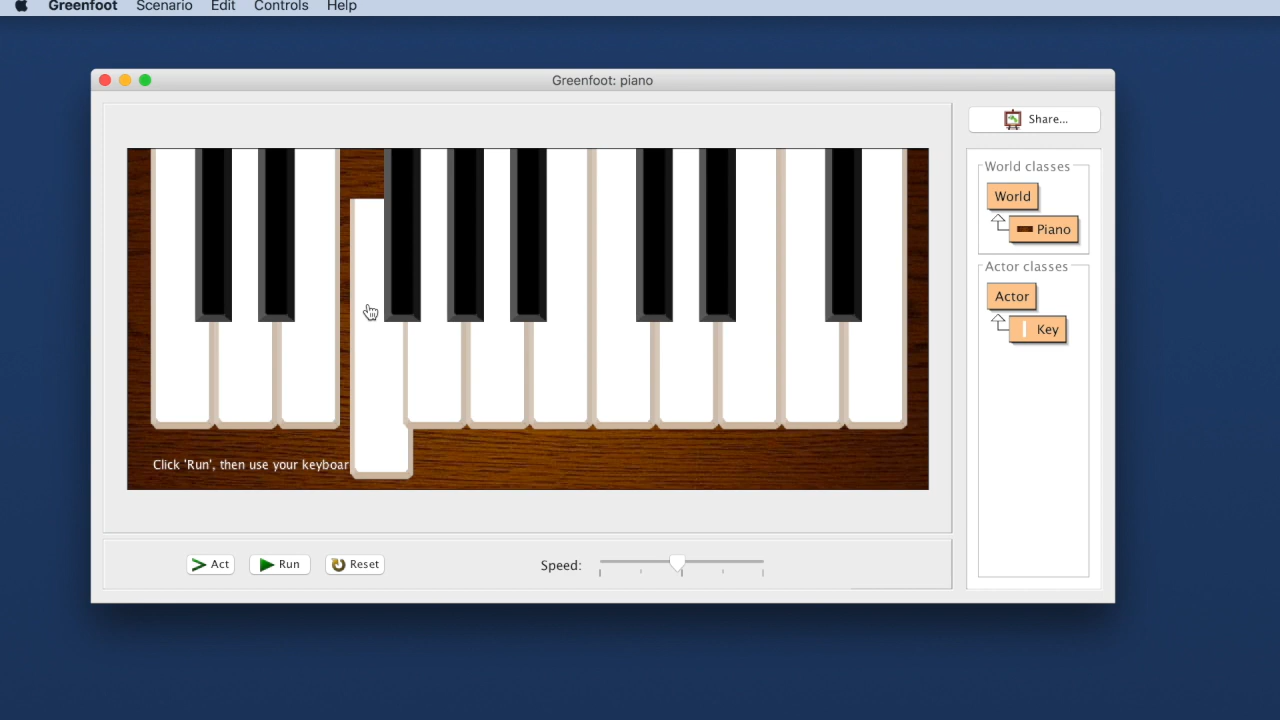 Greenfoot Scenario Edit Controls Help
Greenfoot: piano
Share...
World classes
World
Piano
Actor classes
Actor
Key
Click 'Run', then use your keyboar
Act Run Reset Speed: